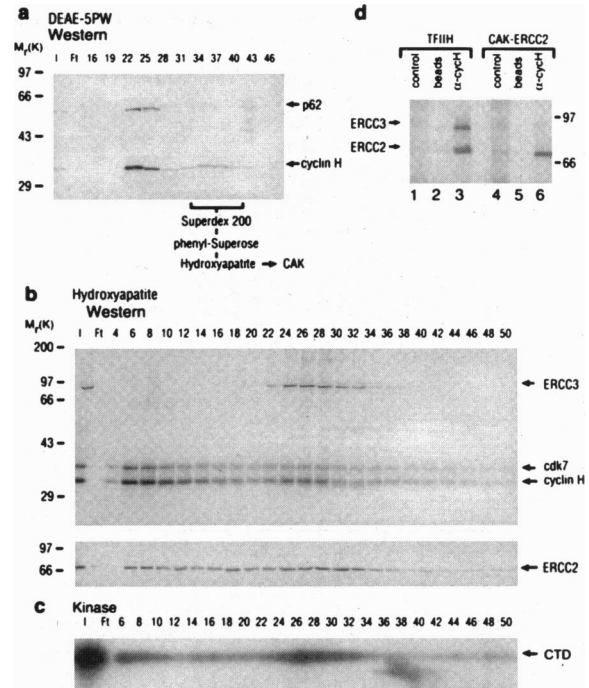 a
DEAE-5PW
Western
Mr(K)
I Ft 16 19 22 25 28 31 34 37 40 43 46
97
66
43
29
p62
cyclin H
Superdex 200
phenyl-Superose
Hydroxyapatite → CAK
d
TFIIH CAK-ERCC2
control beads α-cycH control beads α-cycH
ERCC3
ERCC2
97
66
1 2 3 4 5 6
b
Hydroxyapatite
Western
Mr(K)
I Ft 4 6 8 10 12 14 16 18 20 22 24 26 28 30 32 34 36 38 40 42 44 46 48 50
200
97
66
43
29
ERCC3
cdk7
cyclin H
97
66
ERCC2
c
Kinase
I Ft 6 8 10 12 14 16 18 20 22 24 26 28 30 32 34 36 38 40 42 44 46 48 50
CTD